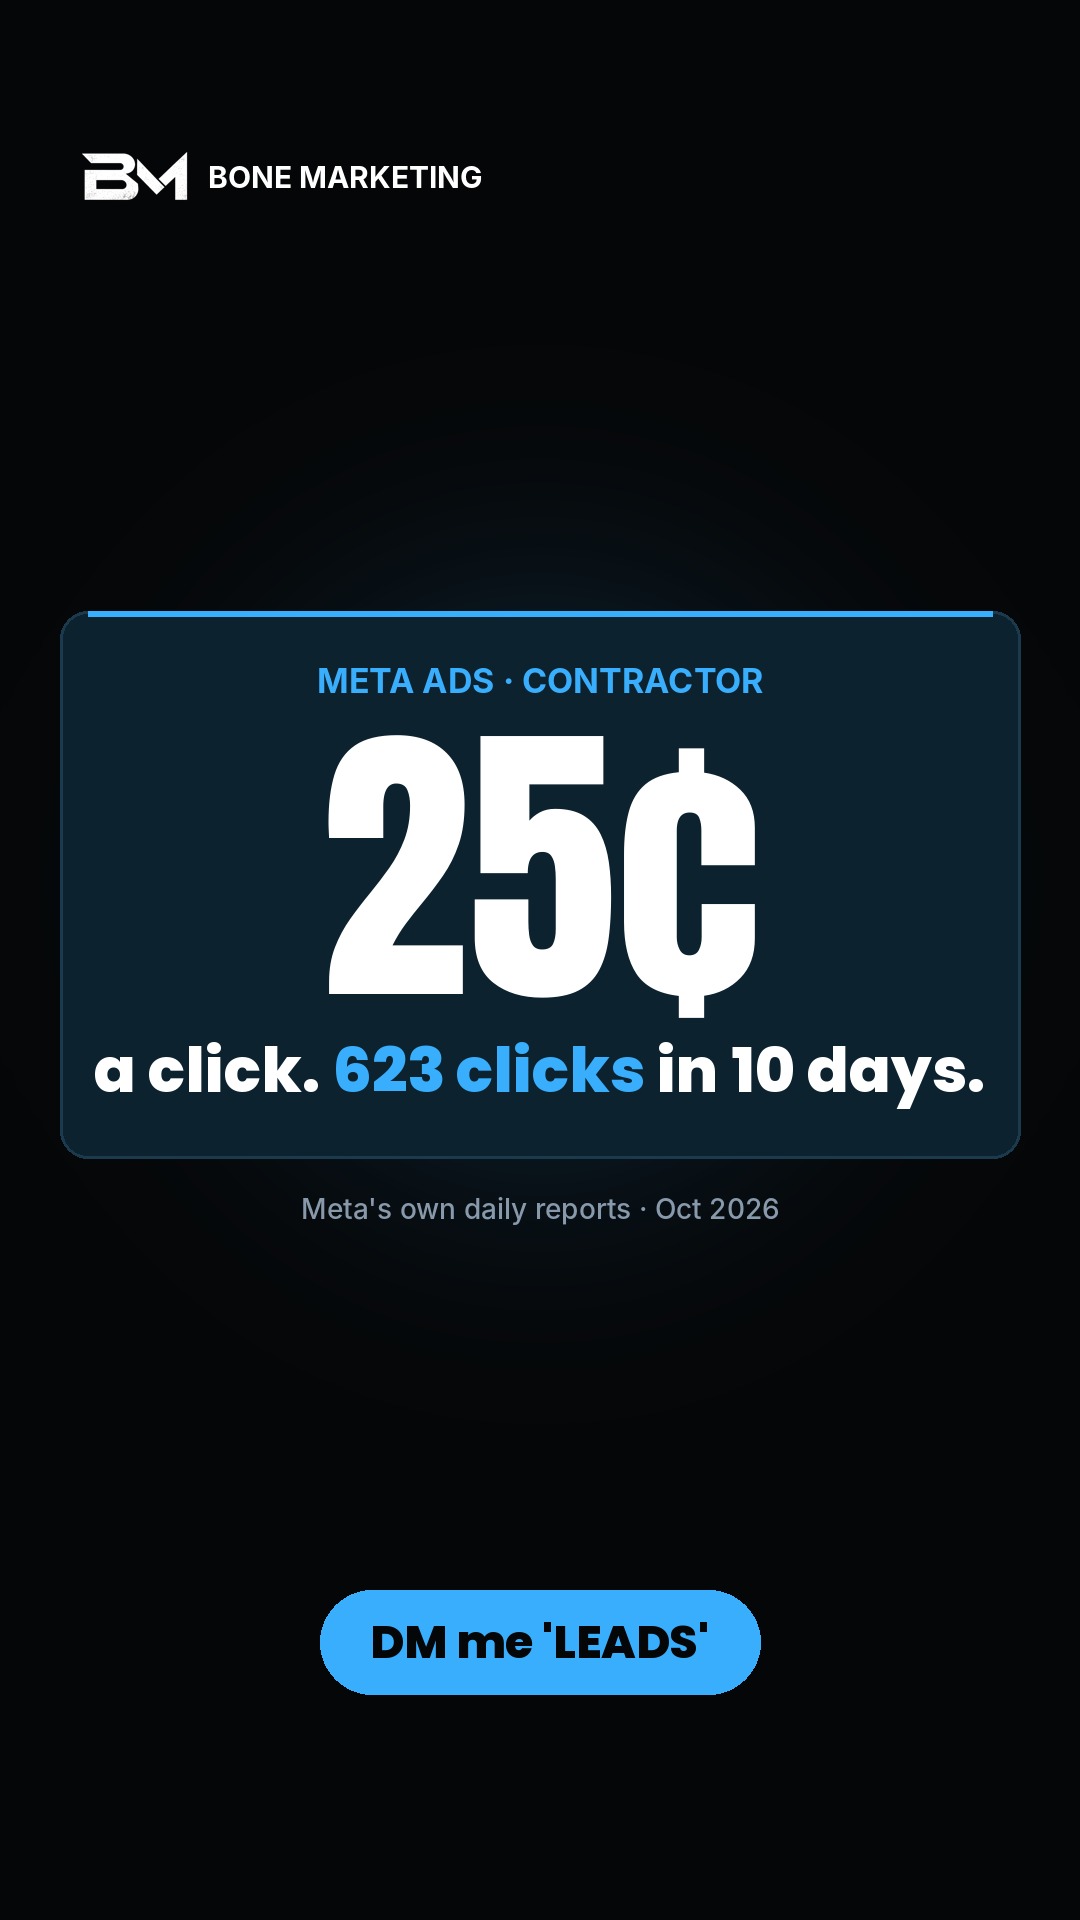 BM BONE MARKETING
META ADS · CONTRACTOR
25¢
a click. 623 clicks in 10 days.
Meta's own daily reports · Oct 2026
DM me 'LEADS'